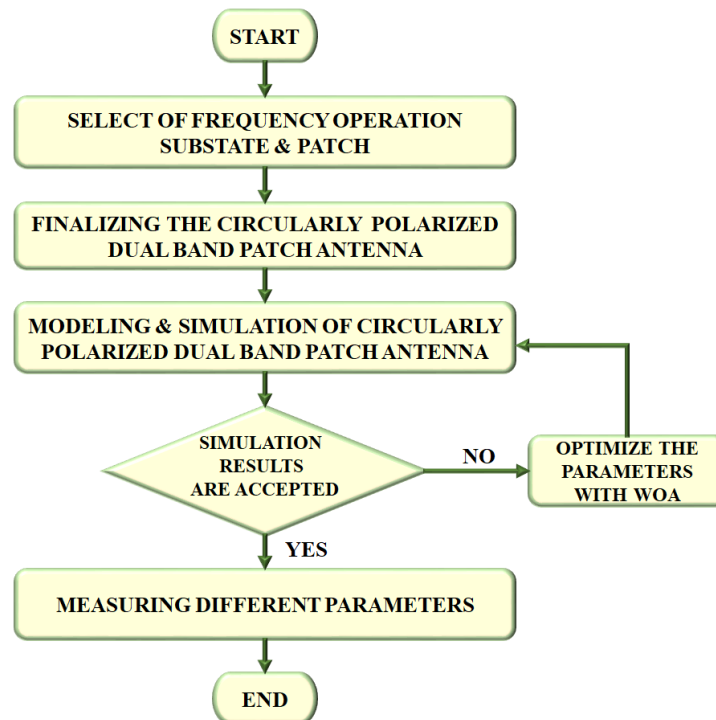 START
SELECT OF FREQUENCY OPERATION
SUBSTATE & PATCH
FINALIZING THE CIRCULARLY POLARIZED
DUAL BAND PATCH ANTENNA
MODELING & SIMULATION OF CIRCULARLY
POLARIZED DUAL BAND PATCH ANTENNA
SIMULATION
RESULTS
ARE ACCEPTED
NO
OPTIMIZE THE
PARAMETERS
WITH WOA
YES
MEASURING DIFFERENT PARAMETERS
END